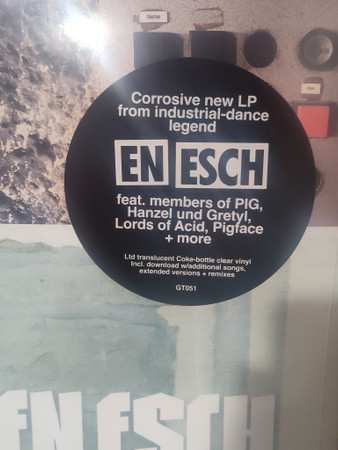 Corrosive new LP
from industrial-dance
legend
EN ESCH
feat. members of PIG,
Hanzel und Gretyl,
Lords of Acid, Pigface
+ more
Ltd translucent Coke-bottle clear vinyl
Incl. download w/additional songs,
extended versions + remixes
GT051
EN ESCH